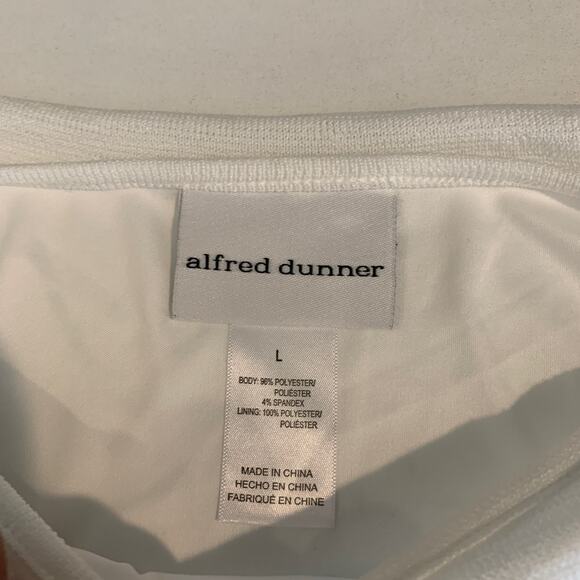 alfred dunner
L
BODY: 96% POLYESTER/
POLIÉSTER
4% SPANDEX
LINING: 100% POLYESTER/
POLIÉSTER
MADE IN CHINA
HECHO EN CHINA
FABRIQUÉ EN CHINE